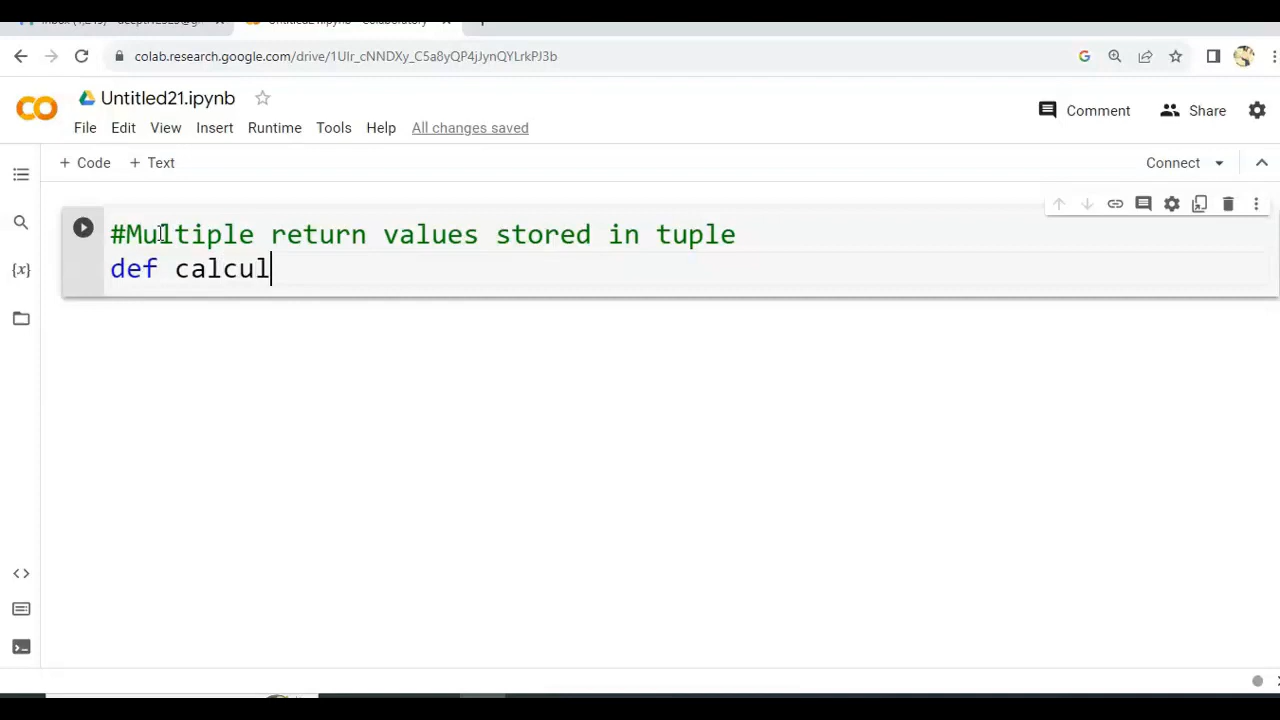 colab.research.google.com/drive/1UIr_cNNDXy_C5a8yQP4jJynQYLrkPJ3b
Untitled21.ipynb
Comment
Share
File Edit View Insert Runtime Tools Help All changes saved
+ Code + Text
Connect
#Multiple return values stored in tuple
def calcul
{x}